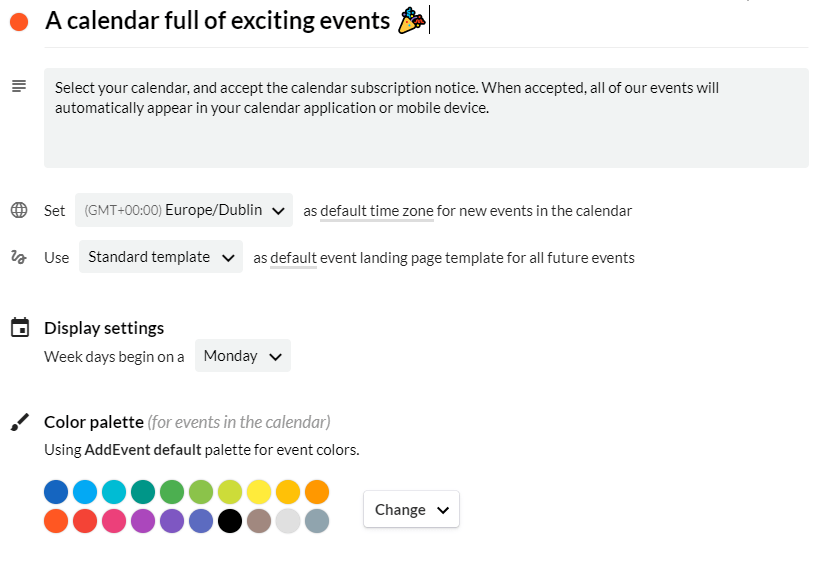 A calendar full of exciting events 🎉
Select your calendar, and accept the calendar subscription notice. When accepted, all of our events will
automatically appear in your calendar application or mobile device.
Set (GMT+00:00) Europe/Dublin as default time zone for new events in the calendar
Use Standard template as default event landing page template for all future events
Display settings
Week days begin on a Monday
Color palette (for events in the calendar)
Using AddEvent default palette for event colors.
Change